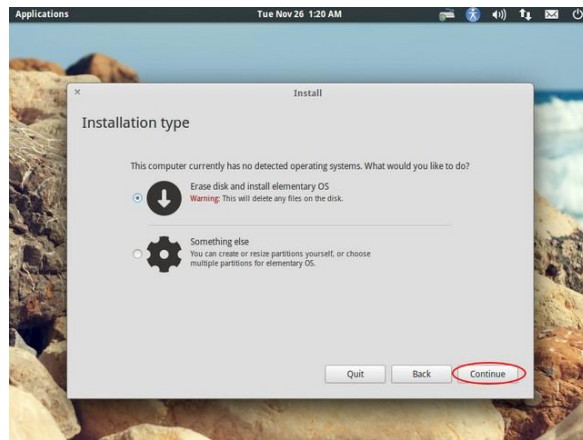 Applications
Tue Nov 26 1:20 AM
Install
Installation type
This computer currently has no detected operating systems. What would you like to do?
Erase disk and install elementary OS
Warning: This will delete any files on the disk.
Something else
You can create or resize partitions yourself, or choose
multiple partitions for elementary OS.
Quit
Back
Continue